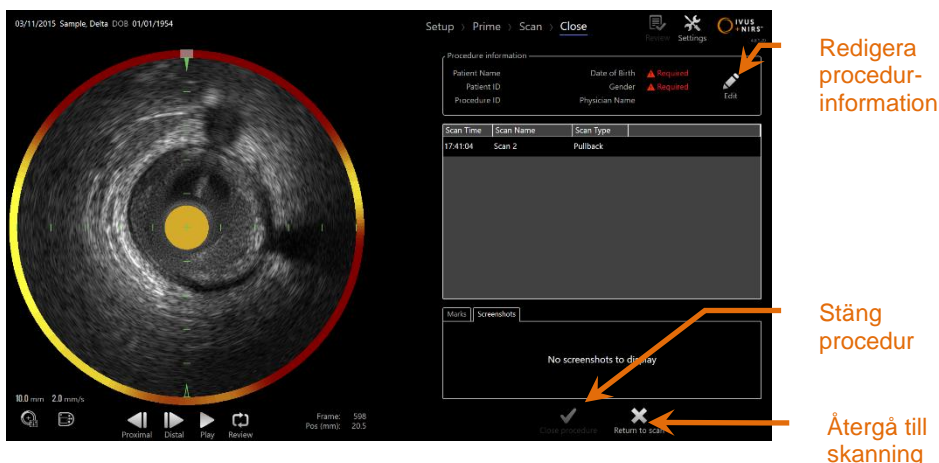 03/11/2015 Sample, Delta DOB 01/01/1954
Setup > Prime > Scan > Close
Review
Settings
IVUS
+NIRS
Procedure information
Patient Name
Date of Birth
Required
Patient ID
Gender
Required
Procedure ID
Physician Name
Edit
Redigera
procedur-
information
Scan Time Scan Name Scan Type
17:41:04 Scan 2 Pullback
Marks Screenshots
No screenshots to display
Stäng
procedur
10.0 mm 2.0 mm/s
Proximal Distal Play Review
Frame: 598
Pos (mm): 20.5
Close procedure
Return to scan
Återgå till
skanning